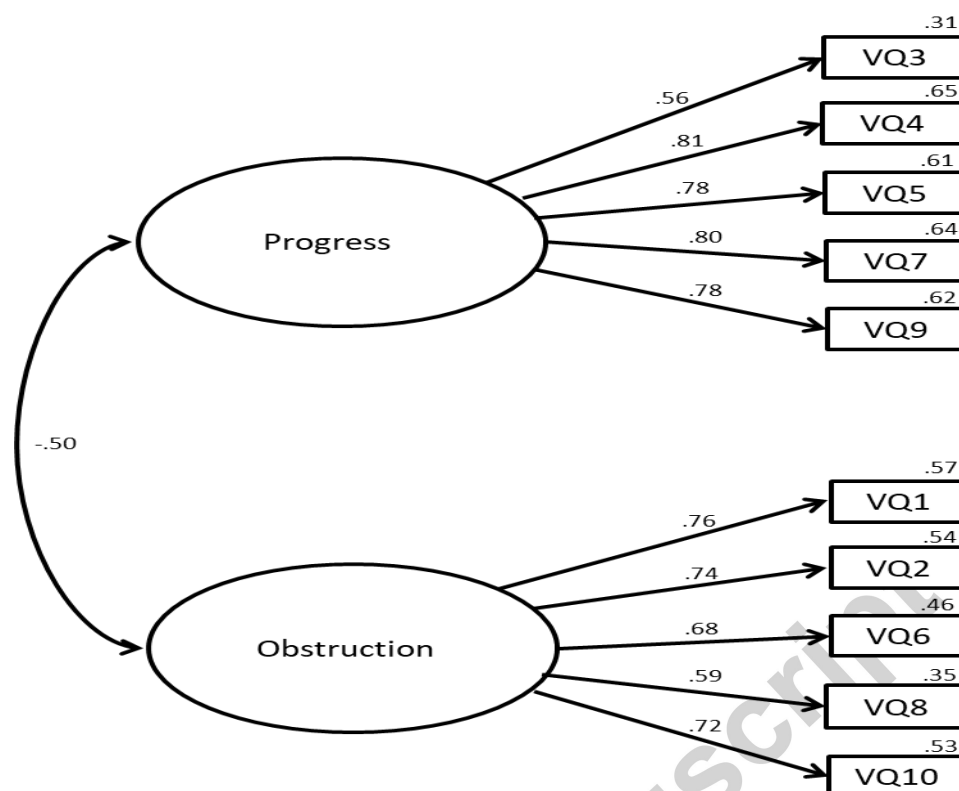 .31
VQ3
.56
.65
VQ4
.81
.61
VQ5
.78
.64
VQ7
.80
.62
VQ9
.78
Progress
-.50
.57
VQ1
.76
.54
VQ2
.74
.46
VQ6
.68
.35
VQ8
.59
.53
VQ10
.72
Obstruction
script